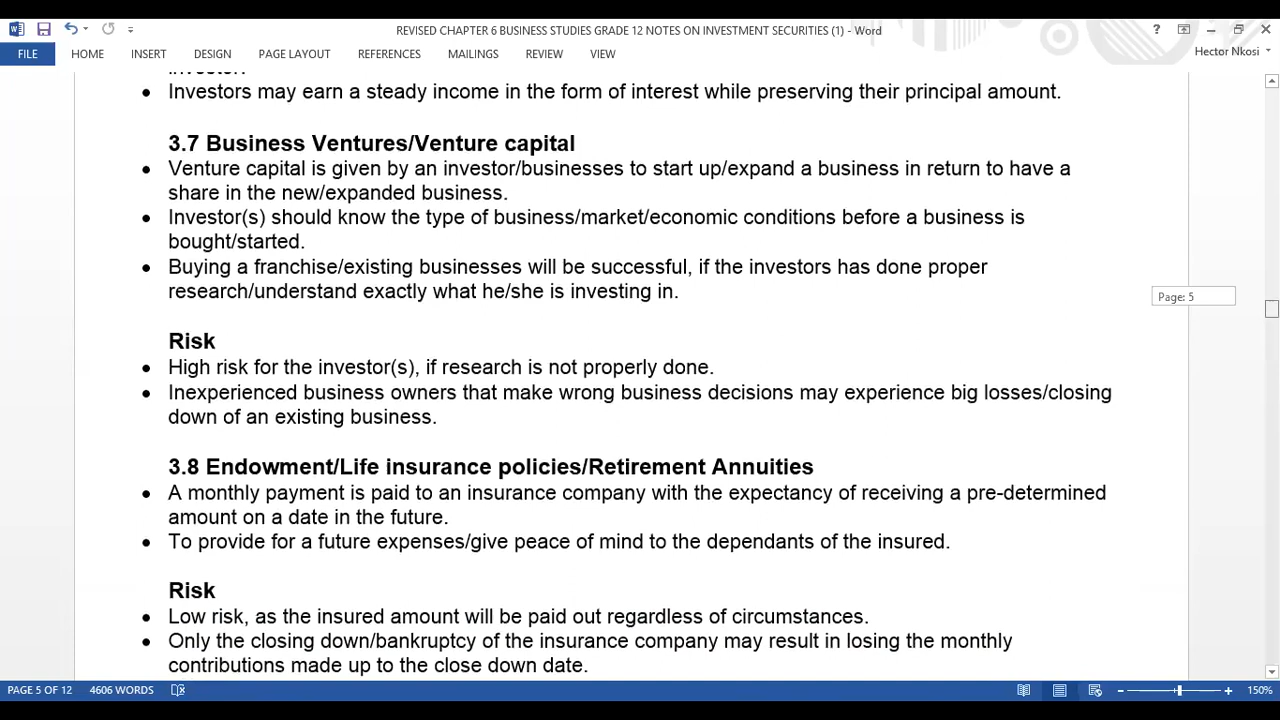 REVISED CHAPTER 6 BUSINESS STUDIES GRADE 12 NOTES ON INVESTMENT SECURITIES (1) - Word
FILE HOME INSERT DESIGN PAGE LAYOUT REFERENCES MAILINGS REVIEW VIEW Hector Nkosi
investor.
• Investors may earn a steady income in the form of interest while preserving their principal amount.
3.7 Business Ventures/Venture capital
• Venture capital is given by an investor/businesses to start up/expand a business in return to have a
share in the new/expanded business.
• Investor(s) should know the type of business/market/economic conditions before a business is
bought/started.
• Buying a franchise/existing businesses will be successful, if the investors has done proper
research/understand exactly what he/she is investing in.
Page: 5
Risk
• High risk for the investor(s), if research is not properly done.
• Inexperienced business owners that make wrong business decisions may experience big losses/closing
down of an existing business.
3.8 Endowment/Life insurance policies/Retirement Annuities
• A monthly payment is paid to an insurance company with the expectancy of receiving a pre-determined
amount on a date in the future.
• To provide for a future expenses/give peace of mind to the dependants of the insured.
Risk
• Low risk, as the insured amount will be paid out regardless of circumstances.
• Only the closing down/bankruptcy of the insurance company may result in losing the monthly
contributions made up to the close down date.
PAGE 5 OF 12 4606 WORDS 150%